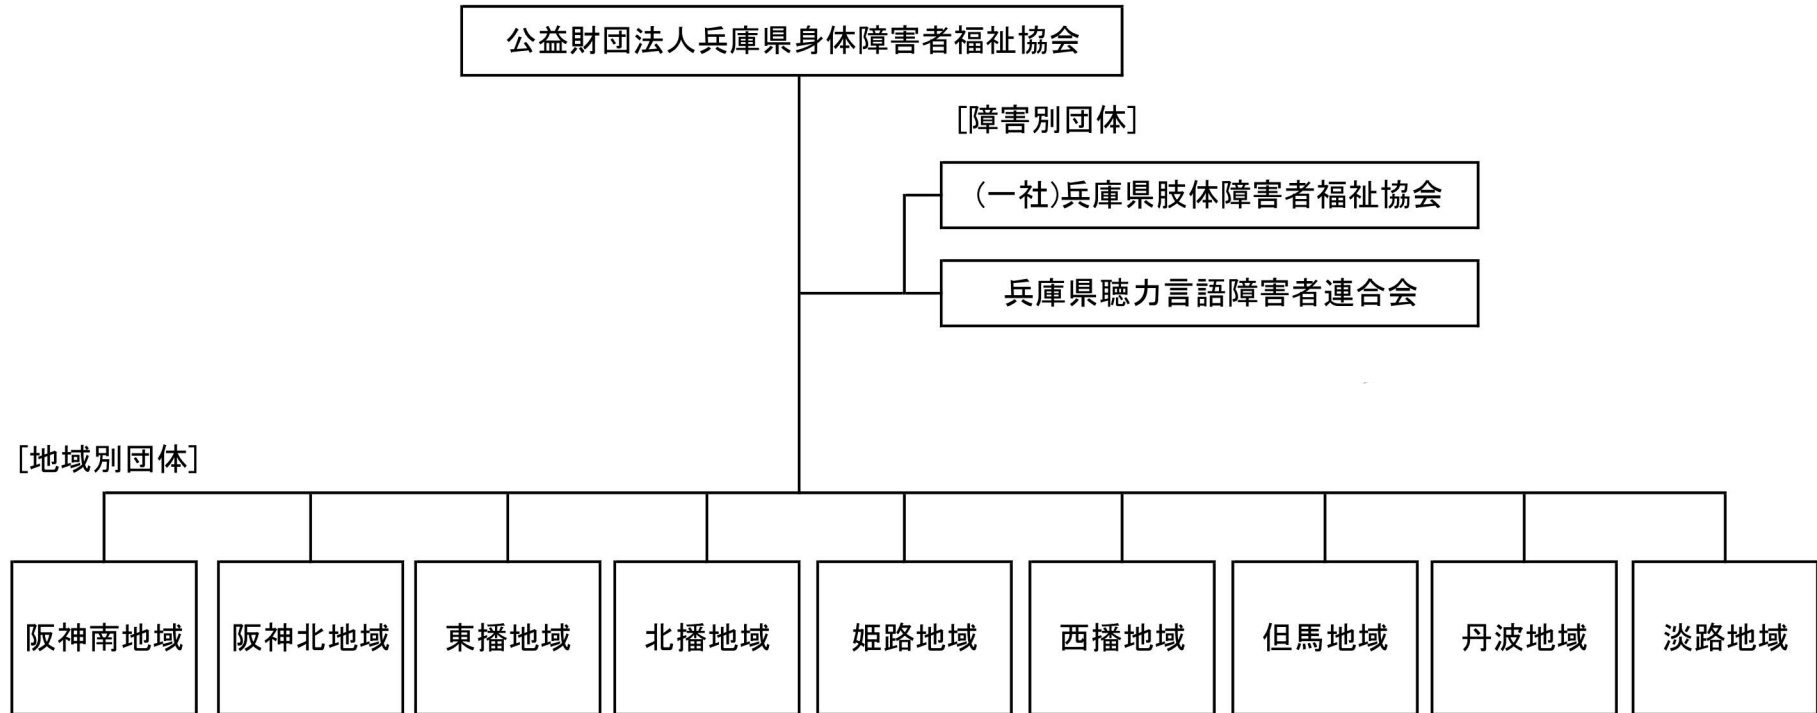 公益財団法人兵庫県身体障害者福祉協会
[障害別団体]
(一社)兵庫県肢体障害者福祉協会
兵庫県聴力言語障害者連合会
[地域別団体]
阪神南地域
阪神北地域
東播地域
北播地域
姫路地域
西播地域
但馬地域
丹波地域
淡路地域